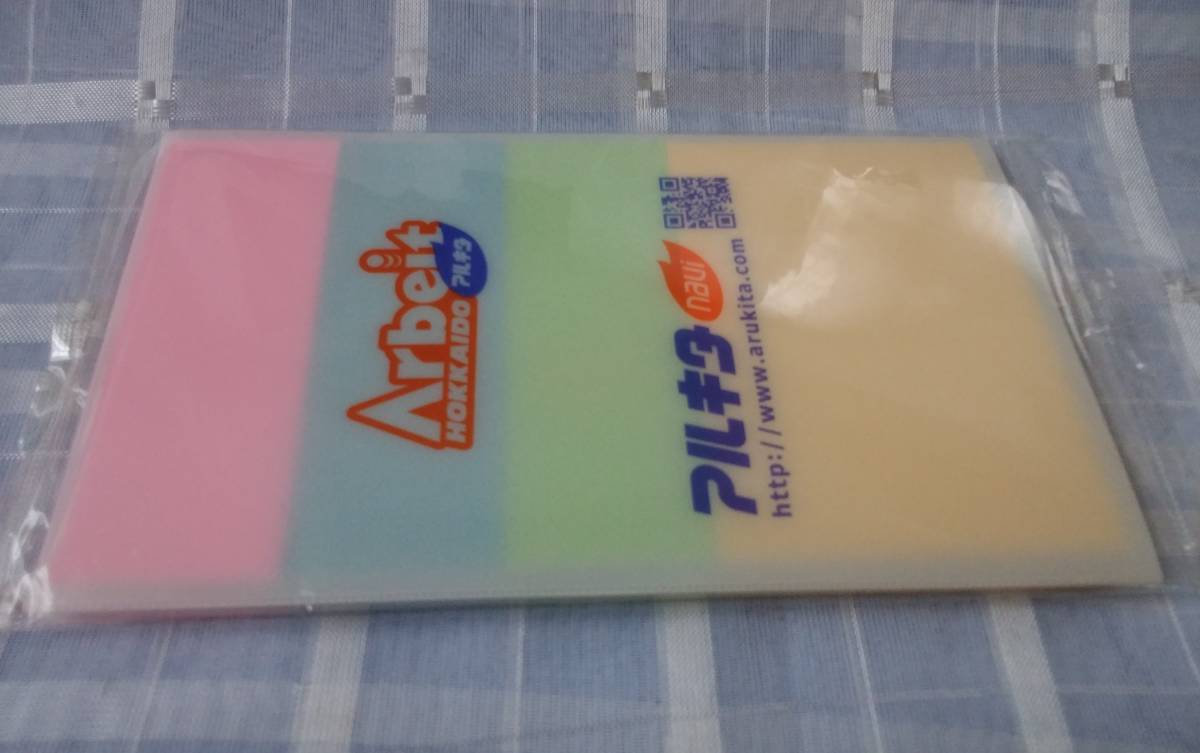 Arbeit
アルキタ
HOKKAIDO
アルキタ
navi
http://www.arukita.com